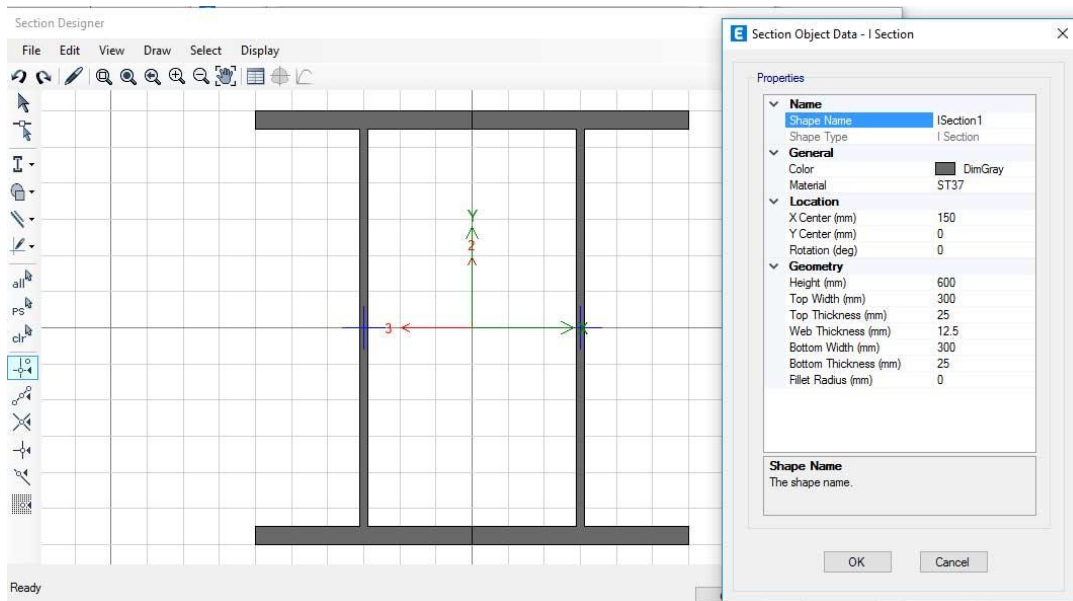 Section Designer
File Edit View Draw Select Display
all
PS
clr
Y
2
3
Ready
E Section Object Data - I Section
Properties
Name
Shape Name ISection1
Shape Type I Section
General
Color DimGray
Material ST37
Location
X Center (mm) 150
Y Center (mm) 0
Rotation (deg) 0
Geometry
Height (mm) 600
Top Width (mm) 300
Top Thickness (mm) 25
Web Thickness (mm) 12.5
Bottom Width (mm) 300
Bottom Thickness (mm) 25
Fillet Radius (mm) 0
Shape Name
The shape name.
OK Cancel